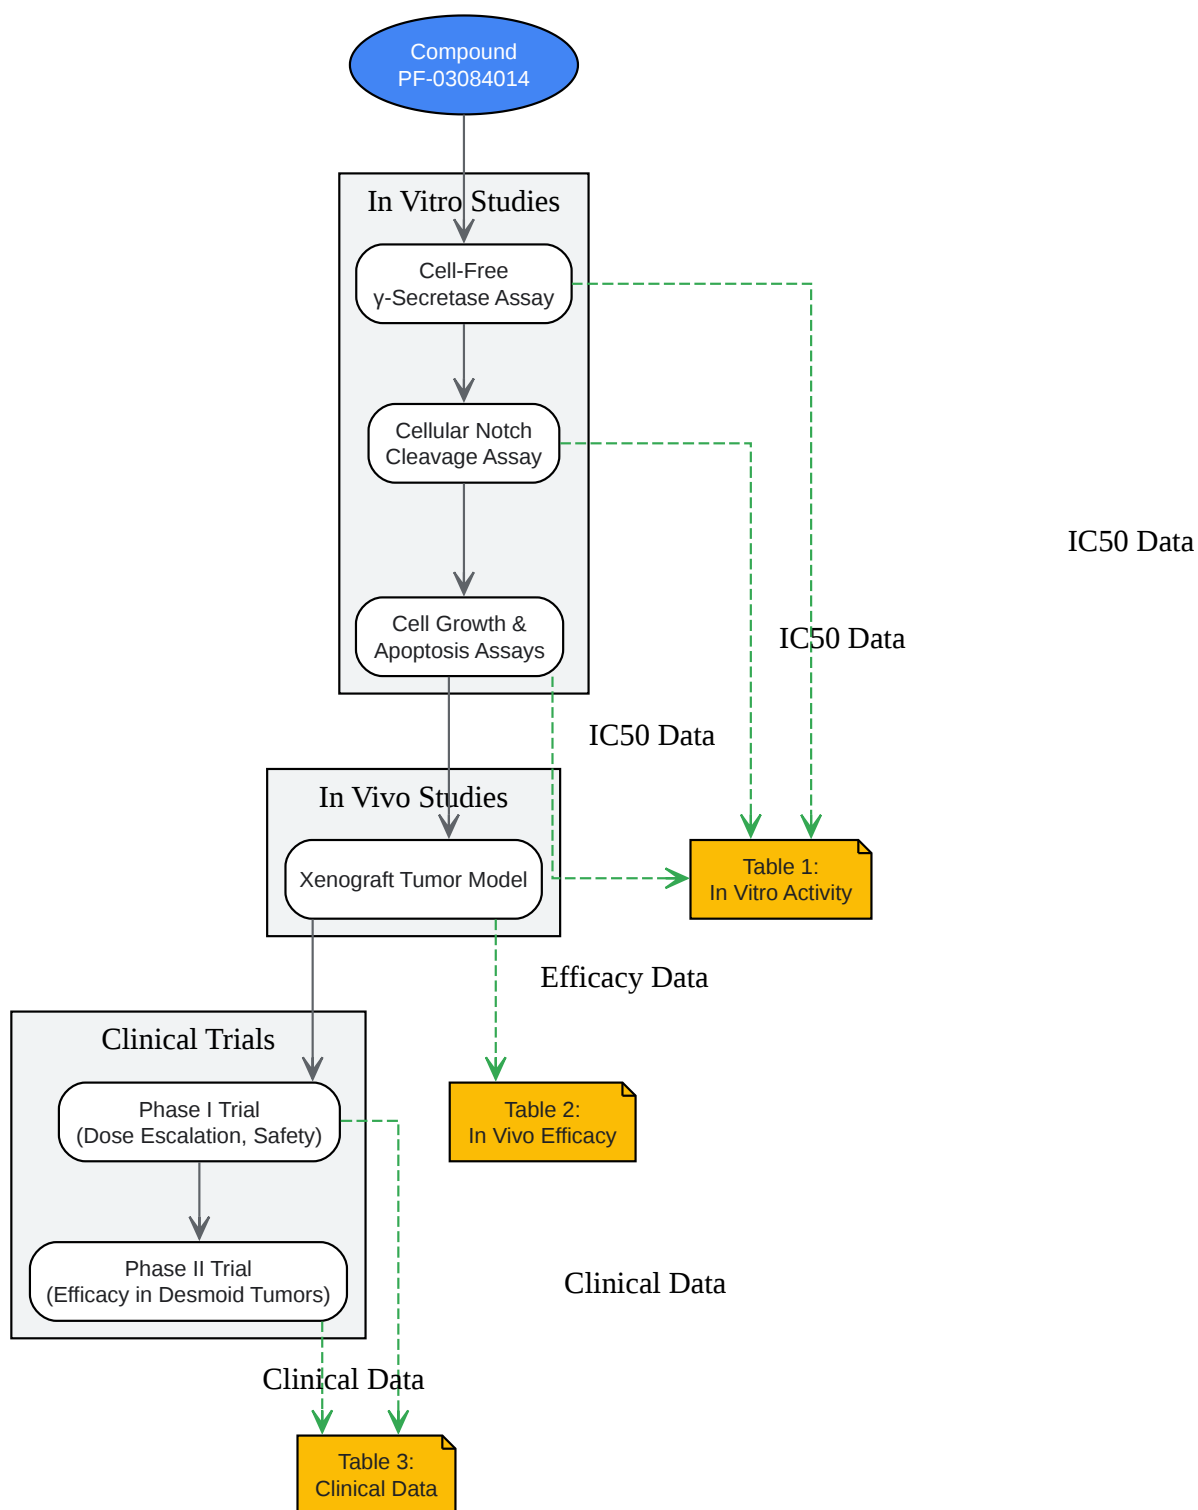 Compound
PF-03084014
In Vitro Studies
Cell-Free
γ-Secretase Assay
Cellular Notch
Cleavage Assay
IC50 Data
Cell Growth &
Apoptosis Assays
IC50 Data
IC50 Data
In Vivo Studies
Xenograft Tumor Model
Table 1:
In Vitro Activity
Efficacy Data
Clinical Trials
Phase I Trial
(Dose Escalation, Safety)
Table 2:
In Vivo Efficacy
Phase II Trial
(Efficacy in Desmoid Tumors)
Clinical Data
Clinical Data
Table 3:
Clinical Data